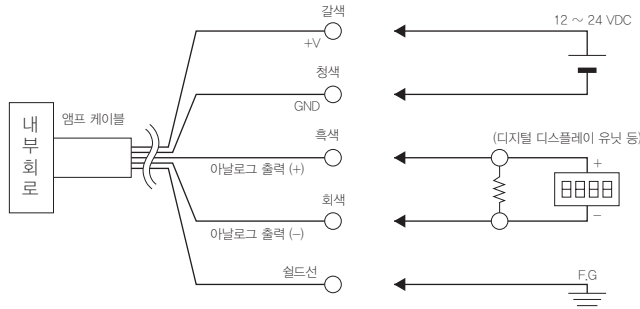 갈색
12 ~ 24 VDC
+V
청색
앰프 케이블
GND
내부회로
흑색
(디지털 디스플레이 유닛 등)
+
아날로그 출력 (+)
8888
회색
−
아날로그 출력 (−)
쉴드선
F.G